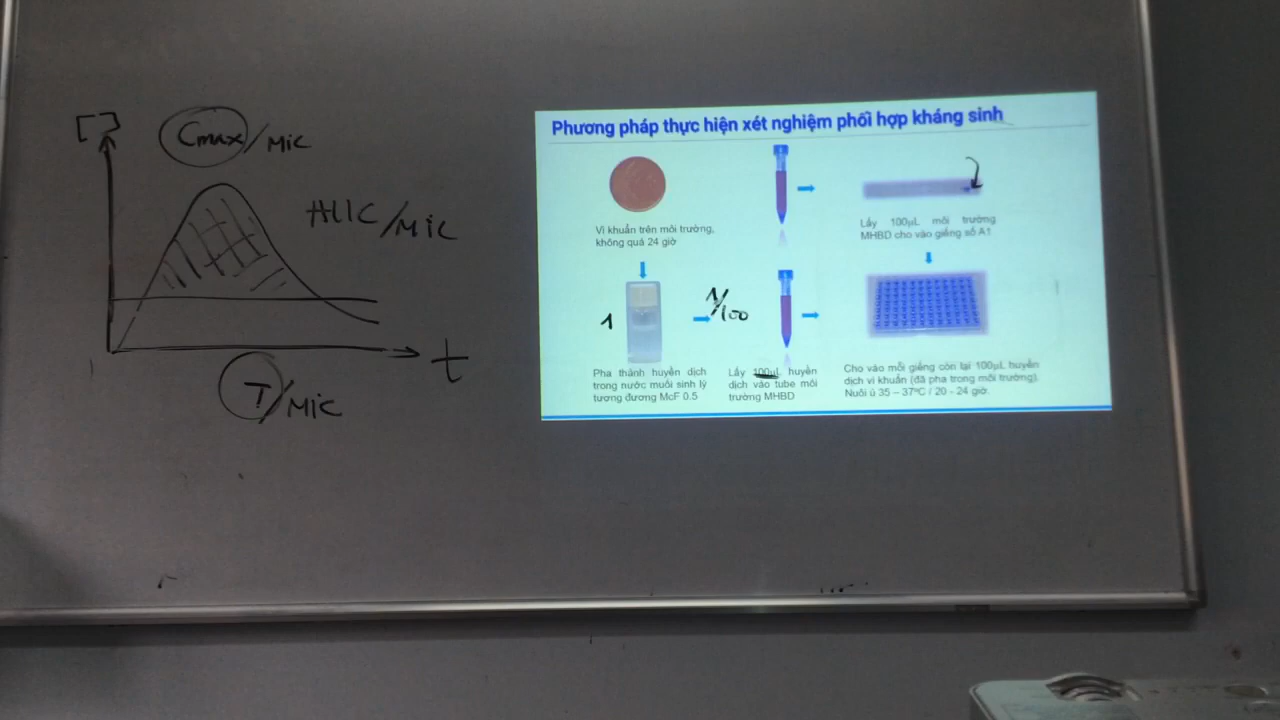 [ ]
Cmax/MIC
AUC/MIC
t
T/MIC
Phương pháp thực hiện xét nghiệm phối hợp kháng sinh
Vi khuẩn trên môi trường,
không quá 24 giờ
Lấy 100µL môi trường
MHBD cho vào giếng số A1
1
1/100
Pha thành huyền dịch
trong nước muối sinh lý
tương đương McF 0.5
Lấy 100µL huyền
dịch vào tube môi
trường MHBD
Cho vào mỗi giếng còn lại 100µL huyền
dịch vi khuẩn (đã pha trong môi trường).
Nuôi ủ 35 – 37ºC / 20 - 24 giờ.